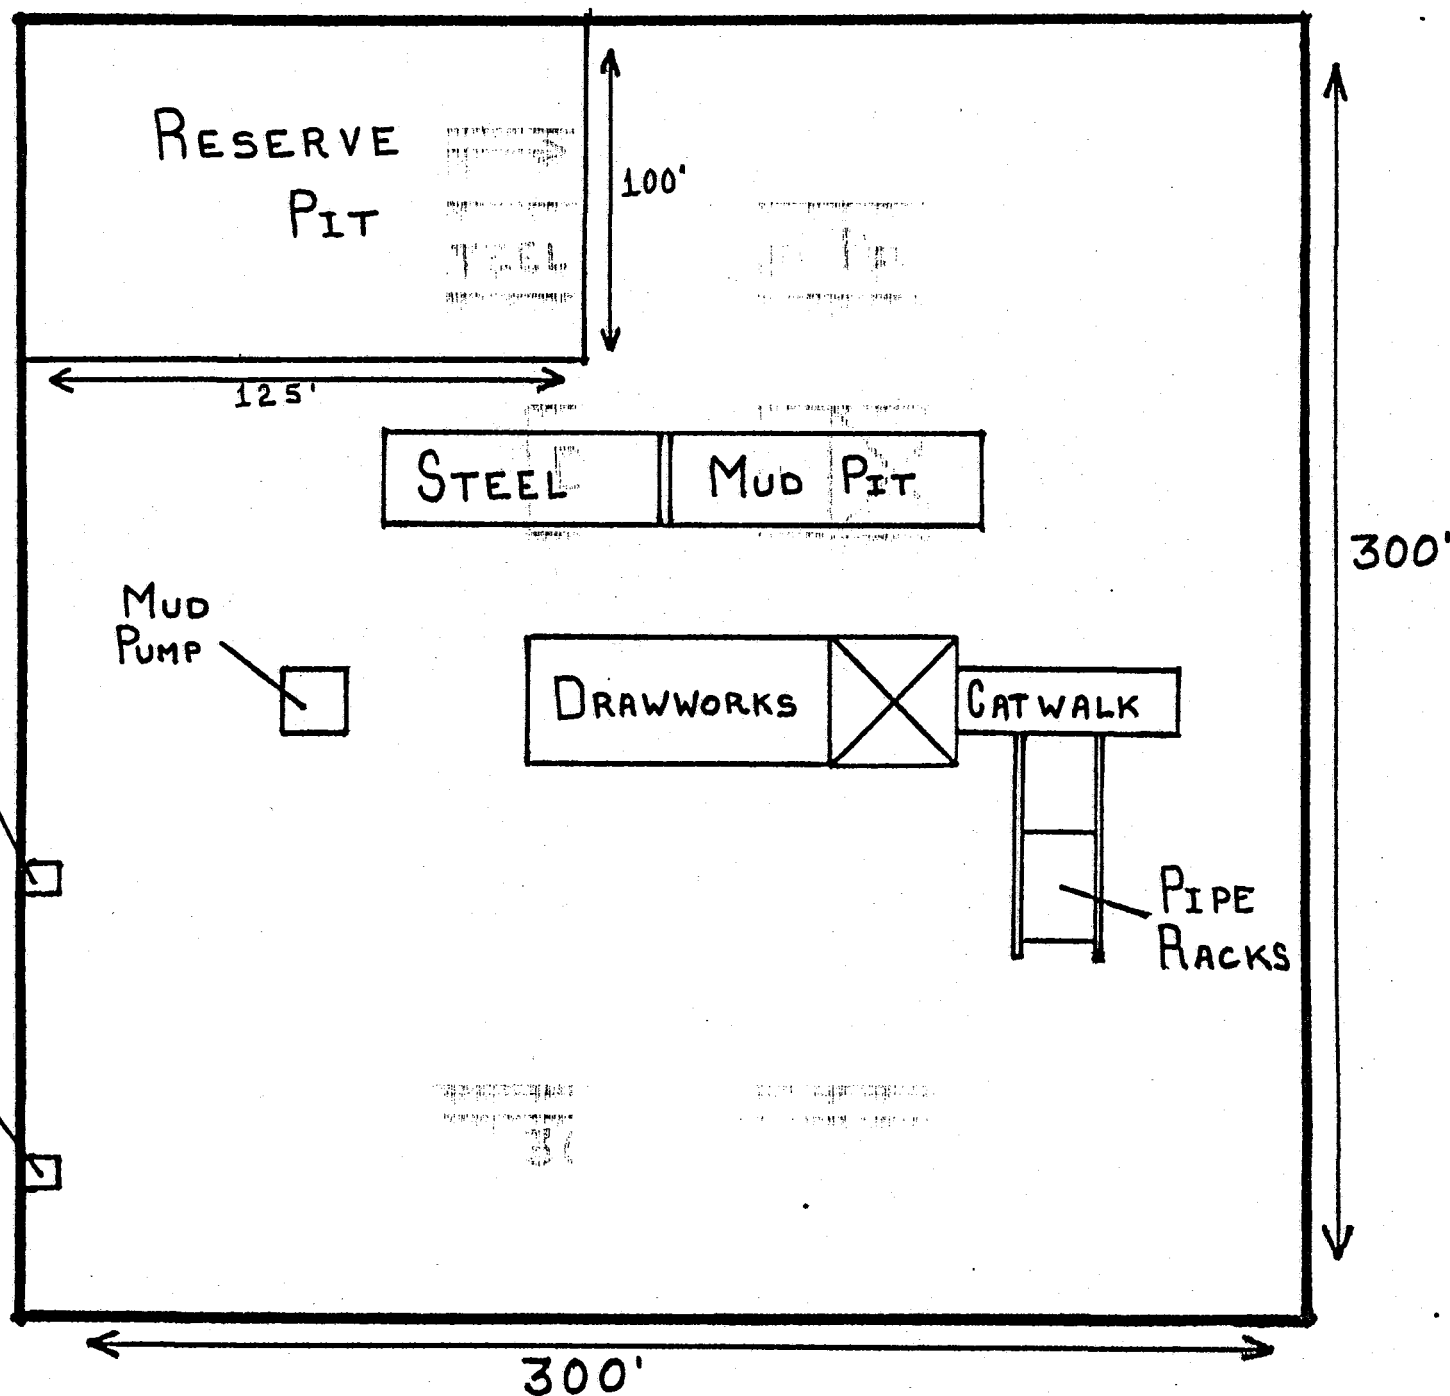 RESERVE
PIT
100'
125'
STEEL MUD PIT
300'
MUD
PUMP
DRAWWORKS
CATWALK
PIPE
RACKS
300'